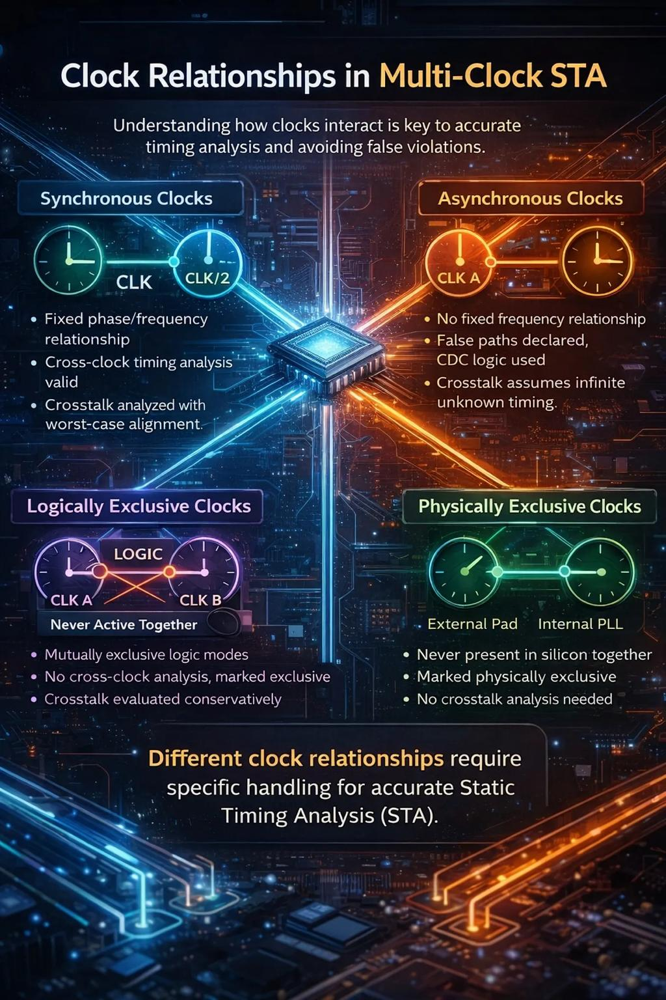 Clock Relationships in Multi-Clock STA
Understanding how clocks interact is key to accurate
timing analysis and avoiding false violations.
Synchronous Clocks
CLK
CLK/2
• Fixed phase/frequency
relationship
• Cross-clock timing analysis
valid
• Crosstalk analyzed with
worst-case alignment.
Asynchronous Clocks
CLK A
• No fixed frequency relationship
• False paths declared,
CDC logic used
• Crosstalk assumes infinite
unknown timing.
Logically Exclusive Clocks
LOGIC
CLK A
CLK B
Never Active Together
• Mutually exclusive logic modes
• No cross-clock analysis, marked exclusive
• Crosstalk evaluated conservatively
Physically Exclusive Clocks
External Pad
Internal PLL
• Never present in silicon together
• Marked physically exclusive
• No crosstalk analysis needed
Different clock relationships require
specific handling for accurate Static
Timing Analysis (STA).